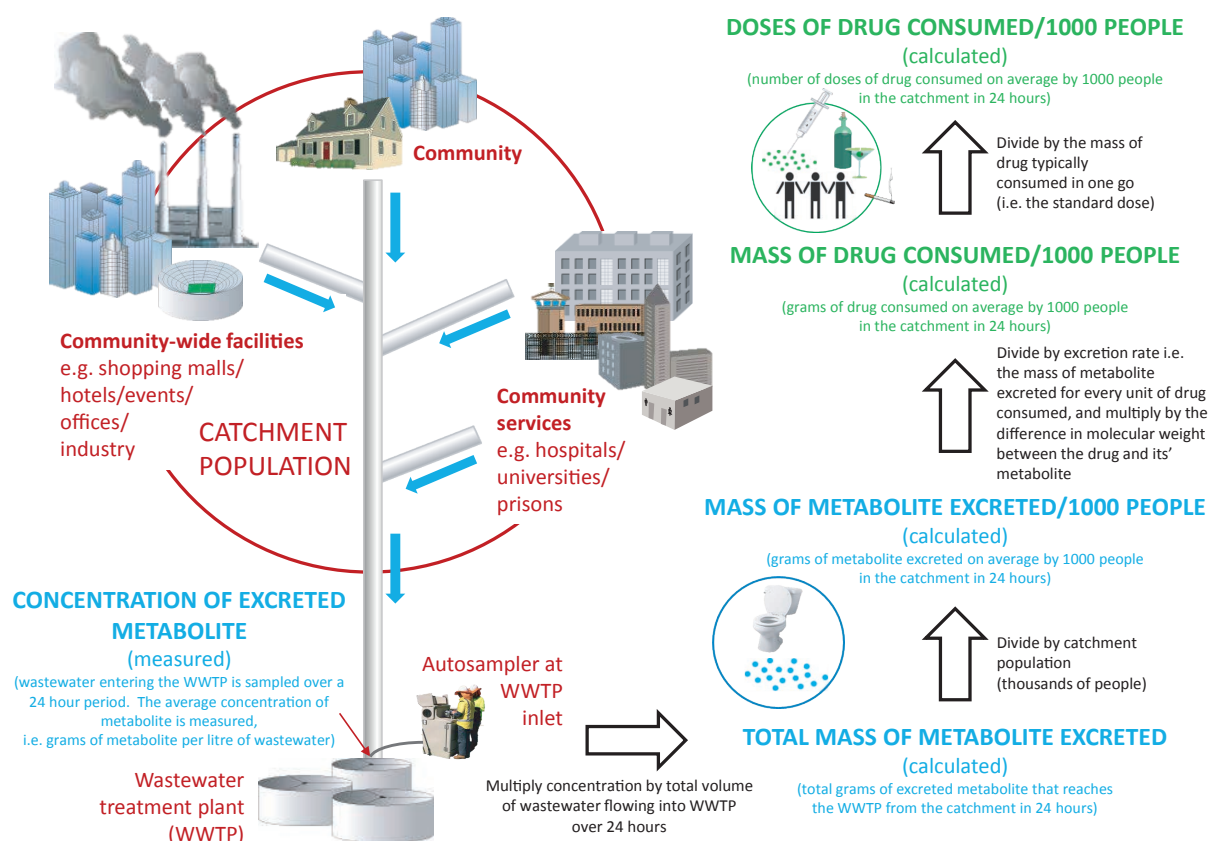 Community
Community-wide facilities
e.g. shopping malls/
hotels/events/
offices/
industry
CATCHMENT
POPULATION
Community
services
e.g. hospitals/
universities/
prisons
CONCENTRATION OF EXCRETED
METABOLITE
(measured)
(wastewater entering the WWTP is sampled over a
24 hour period. The average concentration of
metabolite is measured,
i.e. grams of metabolite per litre of wastewater)
Autosampler at
WWTP
inlet
Wastewater
treatment plant
(WWTP)
Multiply concentration by total volume
of wastewater flowing into WWTP
over 24 hours
DOSES OF DRUG CONSUMED/1000 PEOPLE
(calculated)
(number of doses of drug consumed on average by 1000 people
in the catchment in 24 hours)
Divide by the mass of
drug typically
consumed in one go
(i.e. the standard dose)
MASS OF DRUG CONSUMED/1000 PEOPLE
(calculated)
(grams of drug consumed on average by 1000 people
in the catchment in 24 hours)
Divide by excretion rate i.e.
the mass of metabolite
excreted for every unit of drug
consumed, and multiply by the
difference in molecular weight
between the drug and its’
metabolite
MASS OF METABOLITE EXCRETED/1000 PEOPLE
(calculated)
(grams of metabolite excreted on average by 1000 people
in the catchment in 24 hours)
Divide by catchment
population
(thousands of people)
TOTAL MASS OF METABOLITE EXCRETED
(calculated)
(total grams of excreted metabolite that reaches
the WWTP from the catchment in 24 hours)